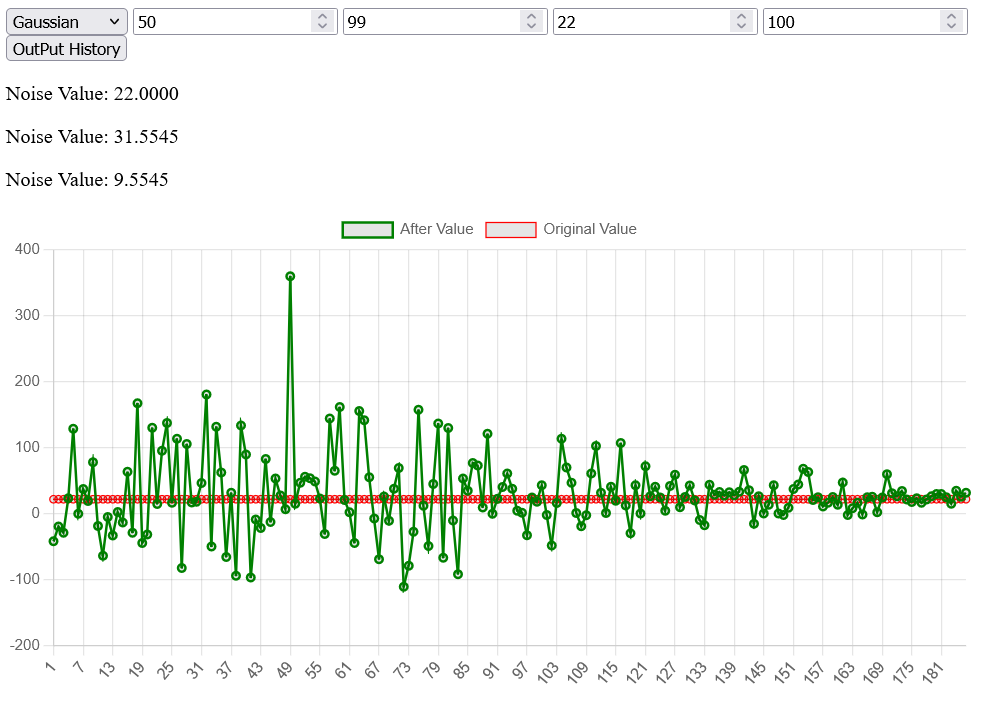 Gaussian 50 99 22 100
OutPut History
Noise Value: 22.0000
Noise Value: 31.5545
Noise Value: 9.5545
After Value Original Value
400
300
200
100
0
-100
-200
1 7 13 19 25 31 37 43 49 55 61 67 73 79 85 91 97 103 109 115 121 127 133 139 145 151 157 163 169 175 181